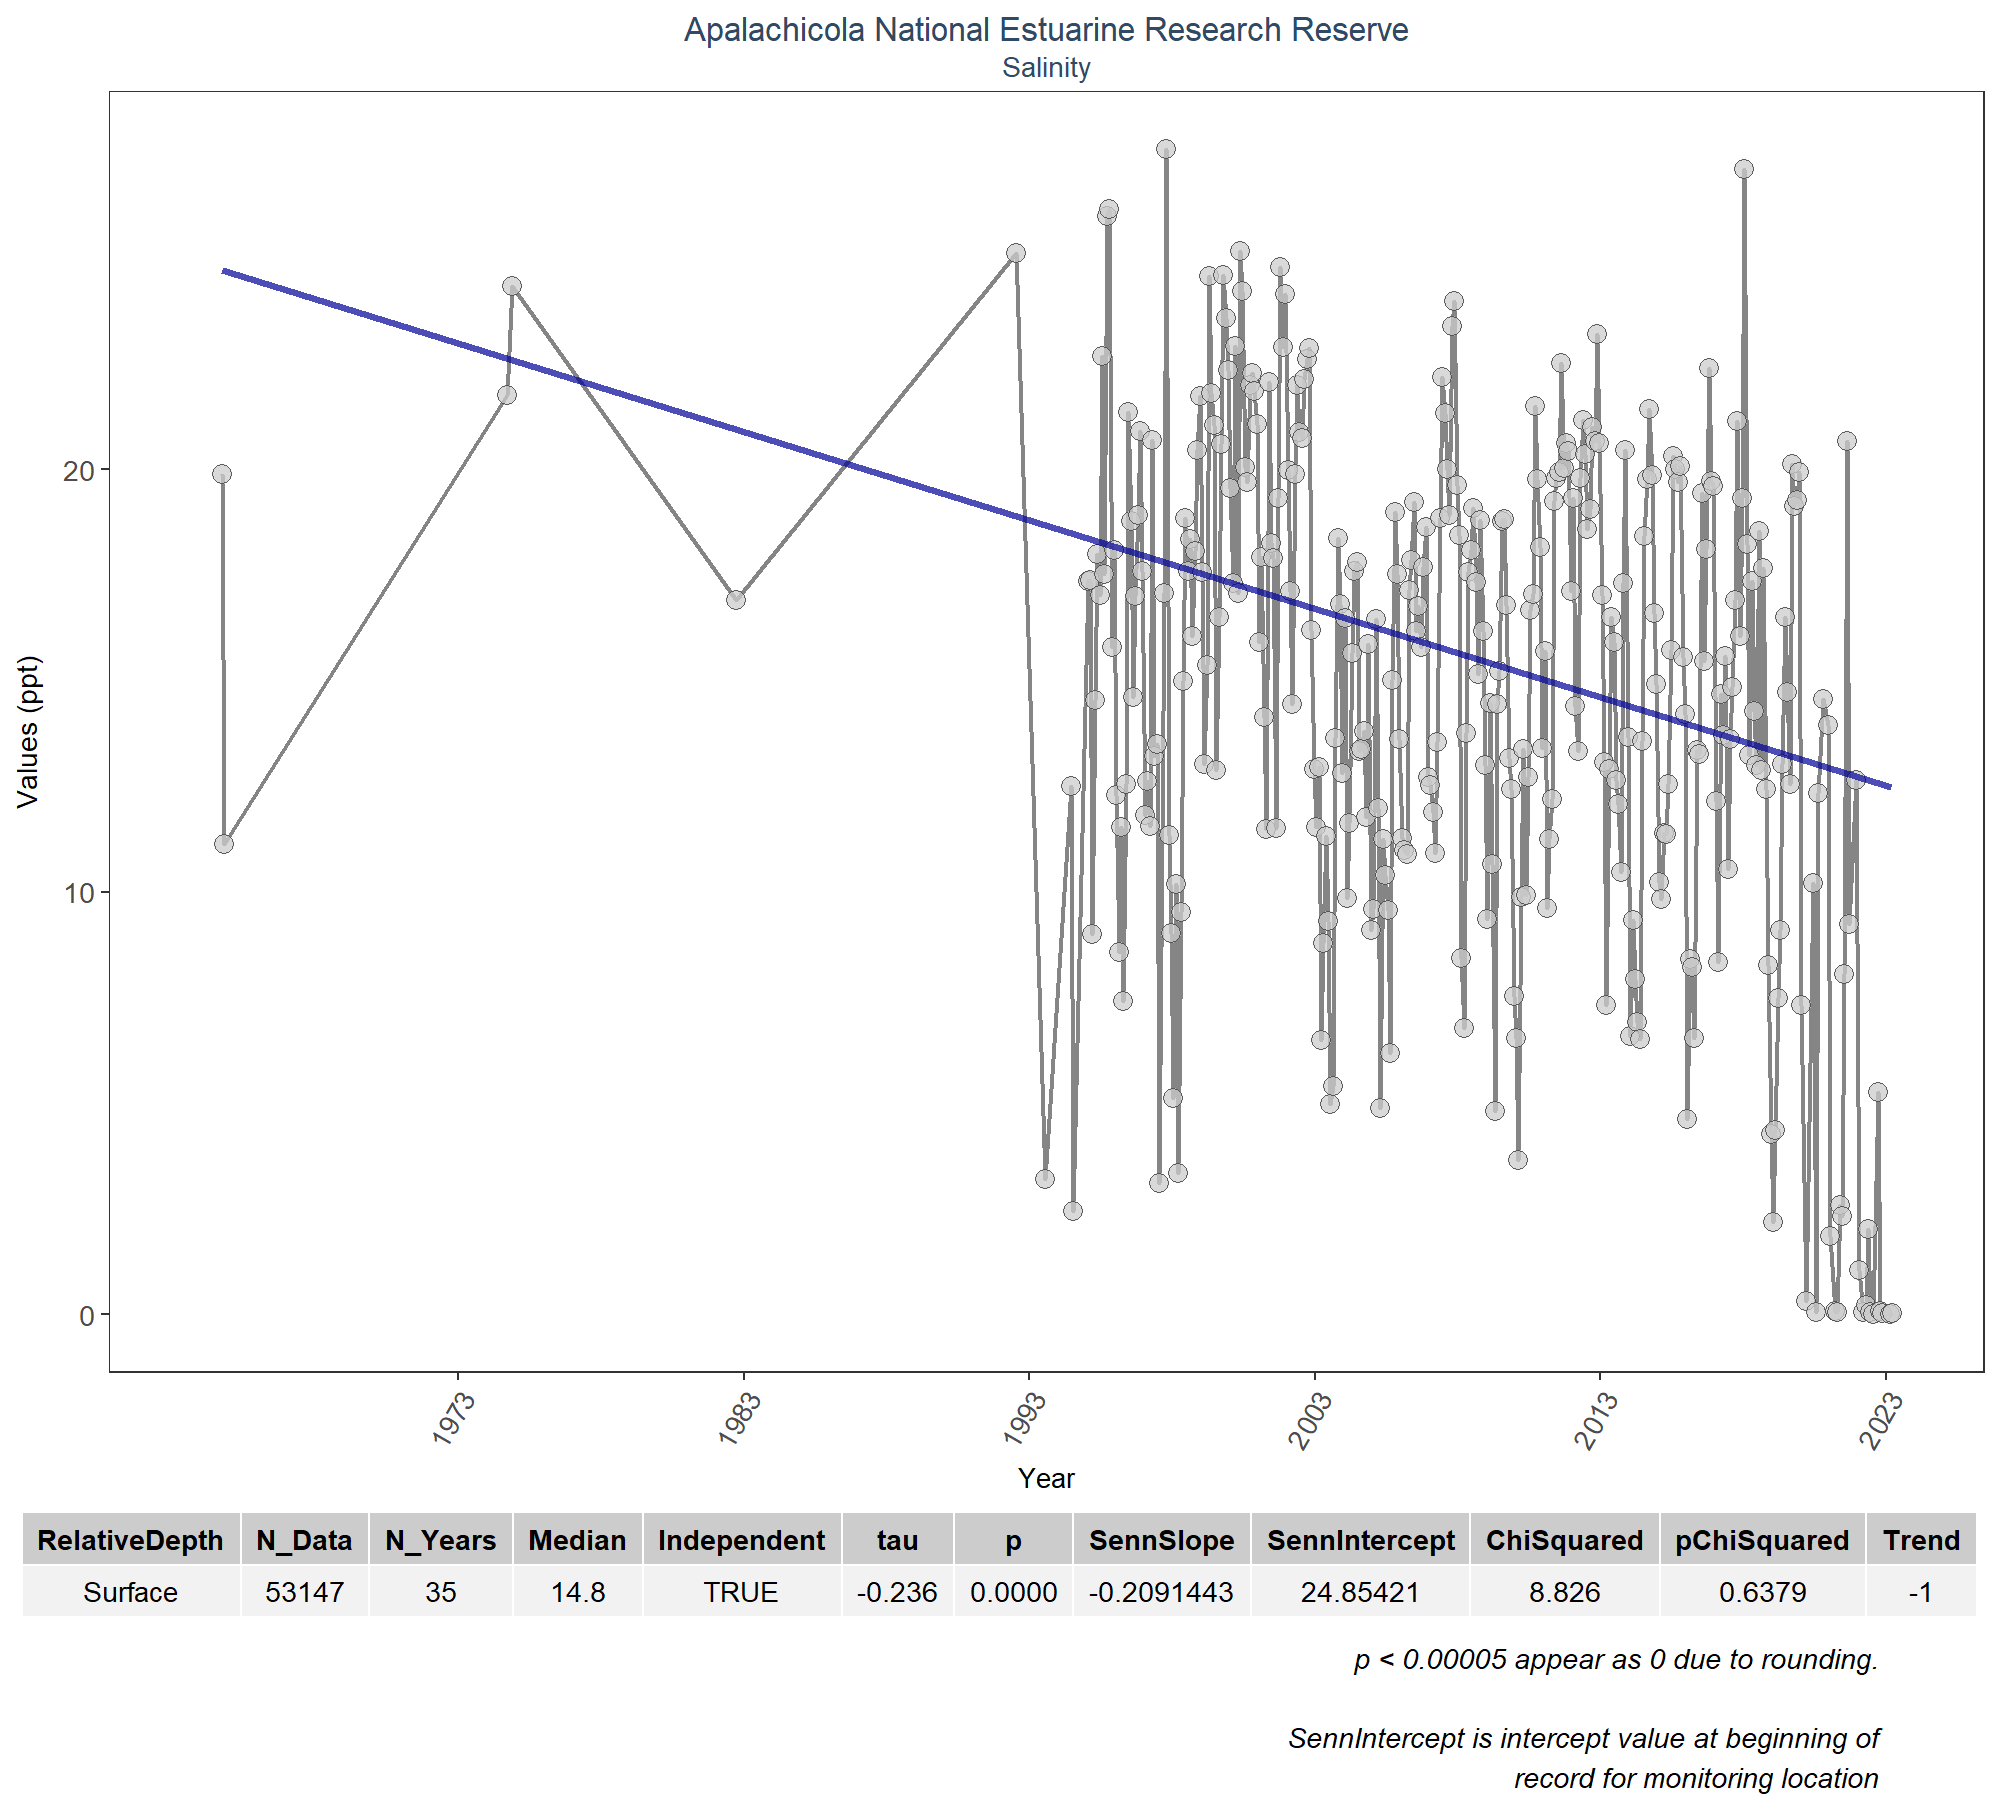 Apalachicola National Estuarine Research Reserve
Salinity
Values (ppt)
20
10
0
1973
1983
1993
2003
2013
2023
Year
RelativeDepth N_Data N_Years Median Independent tau p SennSlope SennIntercept ChiSquared pChiSquared Trend
Surface 53147 35 14.8 TRUE -0.236 0.0000 -0.2091443 24.85421 8.826 0.6379 -1
p < 0.00005 appear as 0 due to rounding.
SennIntercept is intercept value at beginning of
record for monitoring location